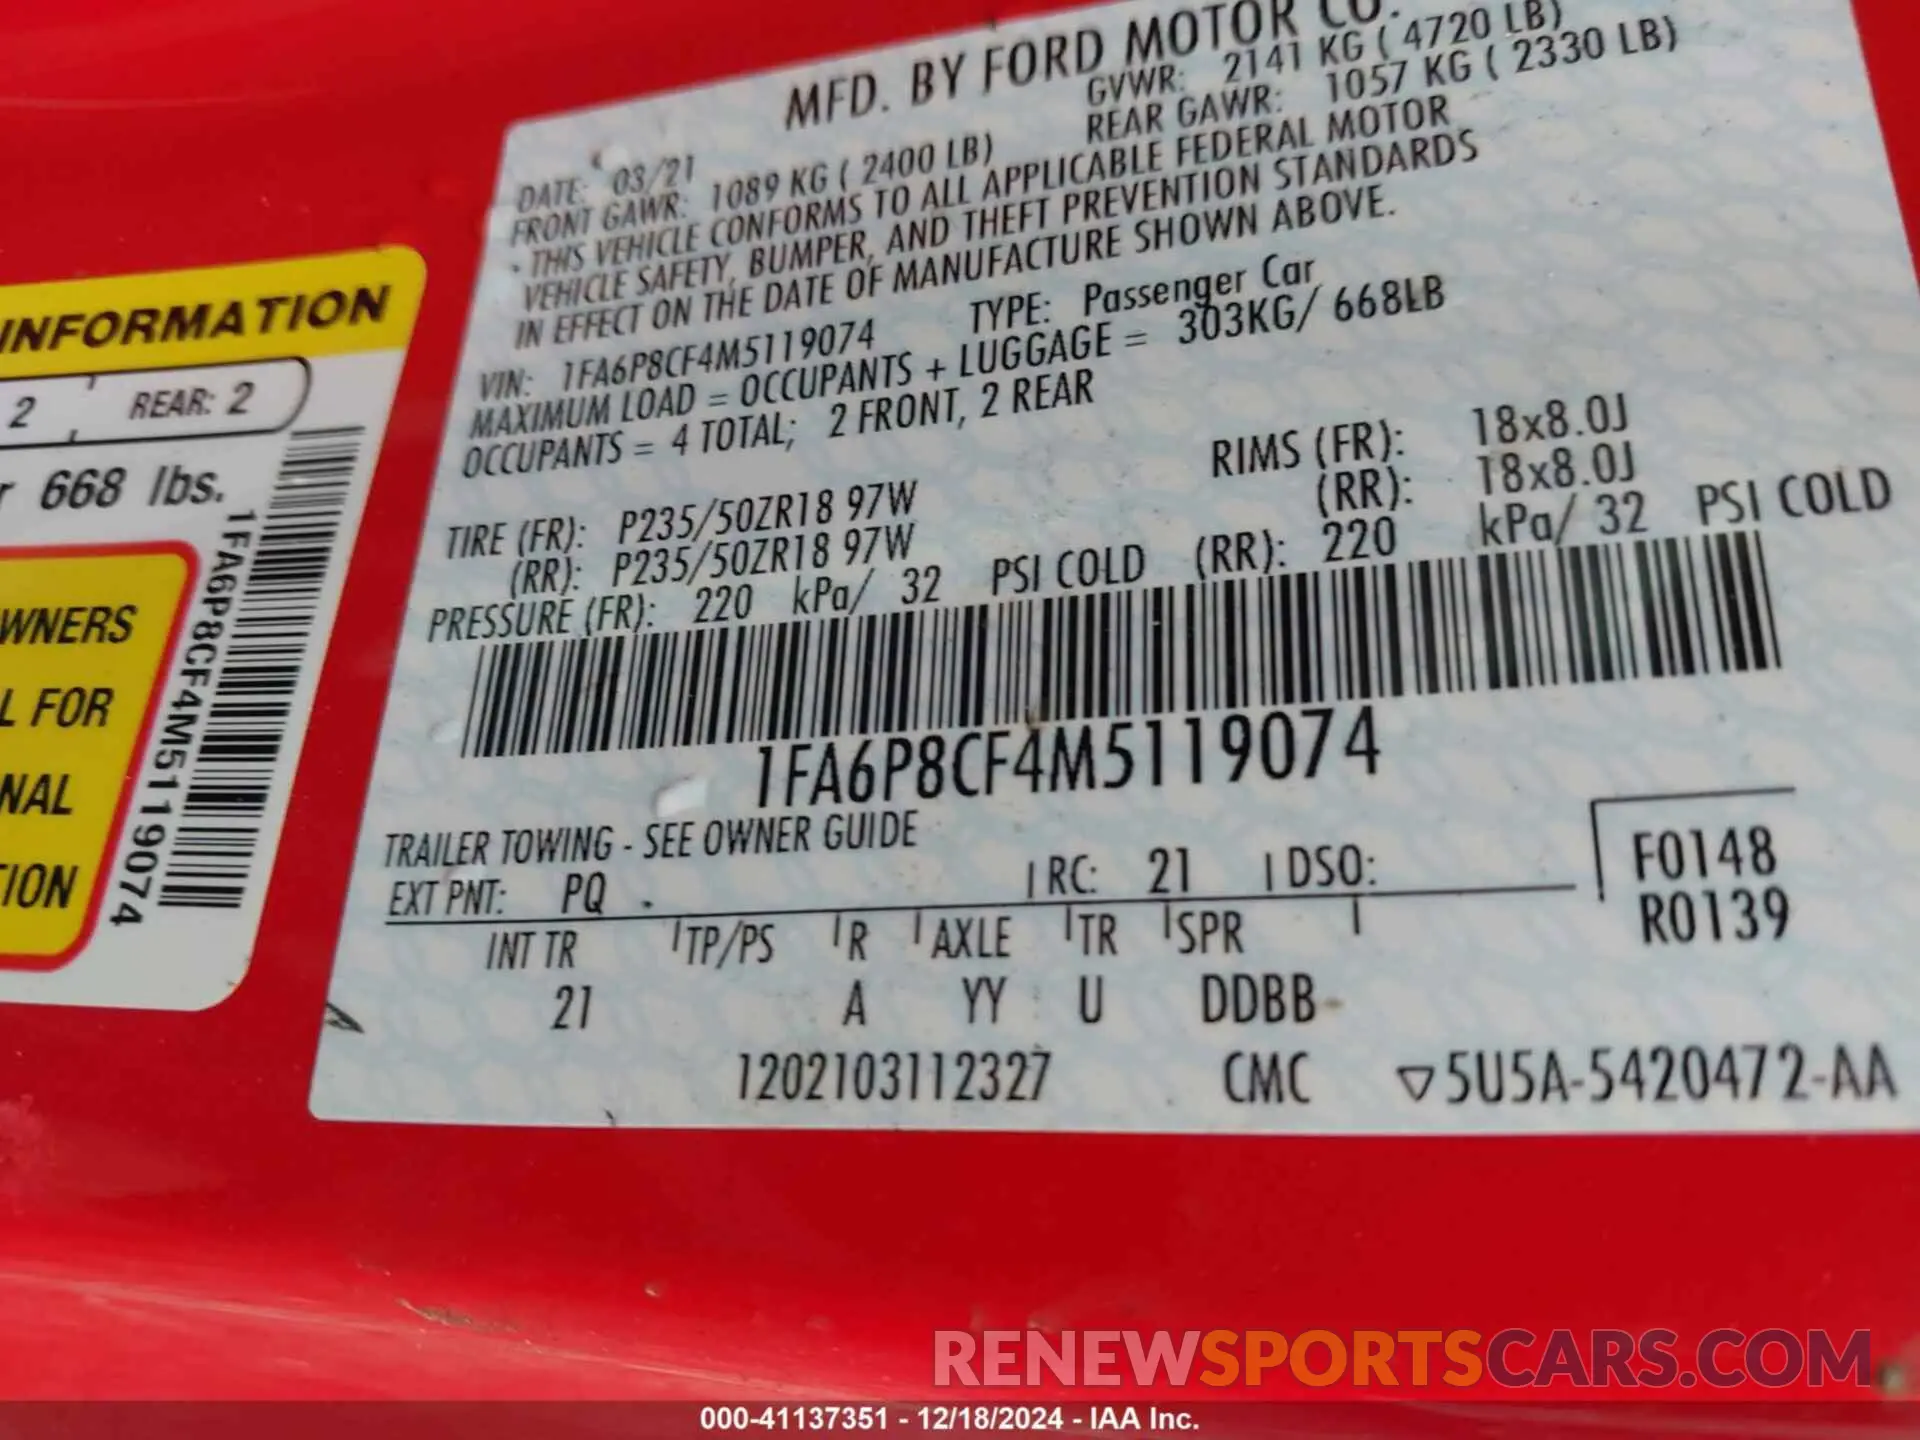 MFD. BY FORD MOTOR CO.
DATE: 03/21
GVWR: 2141 KG ( 4720 LB)
FRONT GAWR: 1089 KG ( 2400 LB)
REAR GAWR: 1057 KG ( 2330 LB)
THIS VEHICLE CONFORMS TO ALL APPLICABLE FEDERAL MOTOR
VEHICLE SAFETY, BUMPER, AND THEFT PREVENTION STANDARDS
IN EFFECT ON THE DATE OF MANUFACTURE SHOWN ABOVE.
VIN: 1FA6P8CF4M5119074 TYPE: Passenger Car
MAXIMUM LOAD = OCCUPANTS + LUGGAGE = 303KG/ 668LB
OCCUPANTS = 4 TOTAL; 2 FRONT, 2 REAR
TIRE (FR): P235/50ZR18 97W RIMS (FR): 18x8.0J
(RR): P235/50ZR18 97W (RR): 18x8.0J
PRESSURE (FR): 220 kPa/ 32 PSI COLD (RR): 220 kPa/ 32 PSI COLD
1FA6P8CF4M5119074
TRAILER TOWING - SEE OWNER GUIDE
EXT PNT: PQ RC: 21 DSO:
F0148
R0139
INT TR TP/PS R AXLE TR SPR
21 A YY U DDBB
1202103112327 CMC ▽5U5A-5420472-AA
INFORMATION
2 REAR: 2
r 668 lbs.
1FA6P8CF4M5119074
WNERS
L FOR
NAL
TION
RENEWSPORTSCARS.COM
000-41137351 - 12/18/2024 - IAA Inc.